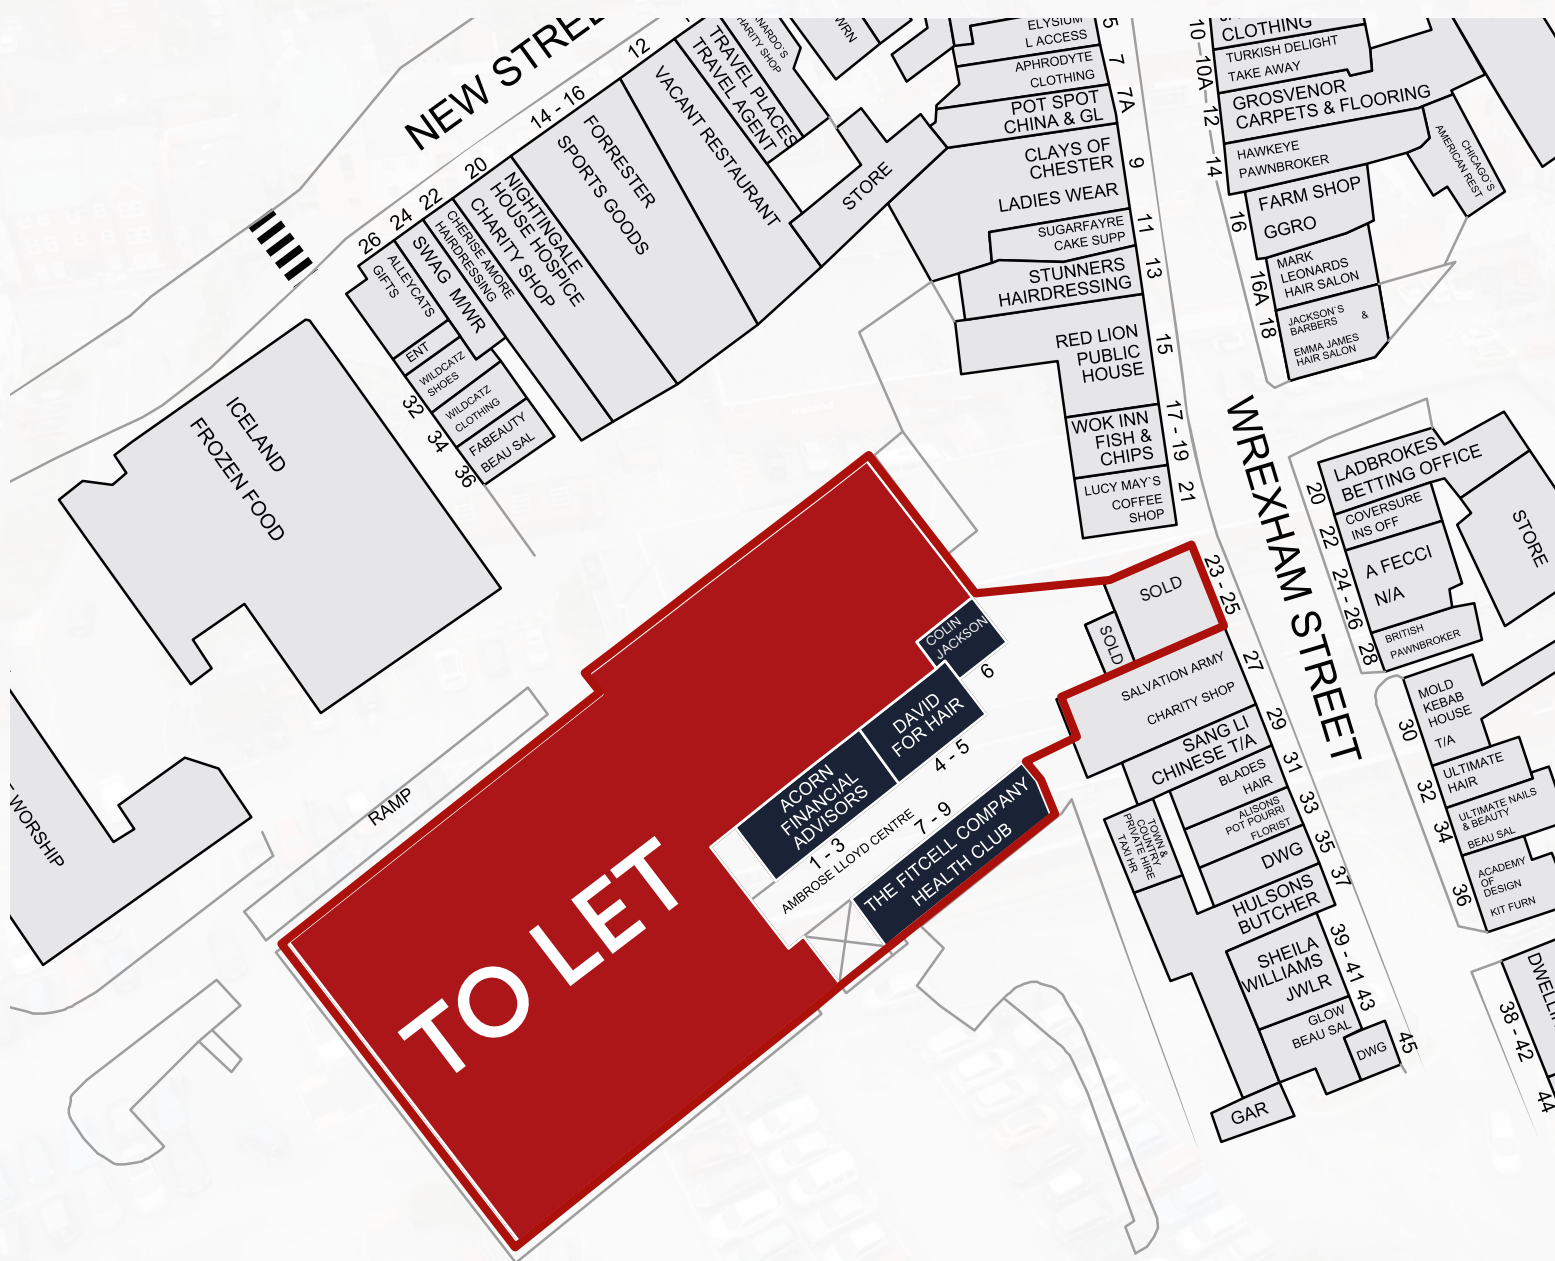 NEW STREE
12
14 - 16
20
22
24
26
TRAVEL PLACES
TRAVEL AGENT
VACANT RESTAURANT
FORRESTER
SPORTS GOODS
NIGHTINGALE
HOUSE HOSPICE
CHARITY SHOP
CHERISE AMORE
HAIRDRESSING
SWAG M/WR
ALLEYCATS
GIFTS
ENT
WILDCATZ
SHOES
WILDCATZ
CLOTHING
FABEAUTY
BEAU SAL
32
34
36
STORE
ICELAND
FROZEN FOOD
WORSHIP
RAMP
TO LET
ELYSIUM
L ACCESS
APHRODYTE
CLOTHING
POT SPOT
CHINA & GL
CLAYS OF
CHESTER
LADIES WEAR
SUGARFAYRE
CAKE SUPP
STUNNERS
HAIRDRESSING
RED LION
PUBLIC
HOUSE
WOK INN
FISH &
CHIPS
LUCY MAY`S
COFFEE
SHOP
5
7
7A
9
11
13
15
17 - 19
21
23 - 25
27
29
31
33
35
37
39 - 41
43
45
10
10A
12
14
16
16A
18
CLOTHING
TURKISH DELIGHT
TAKE AWAY
GROSVENOR
CARPETS & FLOORING
HAWKEYE
PAWNBROKER
CHICAGO`S
AMERICAN REST
FARM SHOP
GGRO
MARK
LEONARDS
HAIR SALON
JACKSON`S
BARBERS
&
EMMA JAMES
HAIR SALON
WREXHAM STREET
LADBROKES
BETTING OFFICE
COVERSURE
INS OFF
A FECCI
N/A
BRITISH
PAWNBROKER
STORE
20
22
24 - 26
28
30
32
34
36
38 - 42
44
MOLD
KEBAB
HOUSE
T/A
ULTIMATE
HAIR
ULTIMATE NAILS
& BEAUTY
BEAU SAL
ACADEMY
OF
DESIGN
KIT FURN
SOLD
SOLD
SALVATION ARMY
CHARITY SHOP
SANG LI
CHINESE T/A
BLADES
HAIR
ALISONS
POT POURRI
FLORIST
DWG
HULSONS
BUTCHER
SHEILA
WILLIAMS
JWLR
GLOW
BEAU SAL
DWG
GAR
TOWN &
COUNTRY
PRIVATE HIRE
TAXI HR
COLIN
JACKSON
6
DAVID
FOR HAIR
4 - 5
ACORN
FINANCIAL
ADVISORS
1 - 3
AMBROSE LLOYD CENTRE
7 - 9
THE FITCELL COMPANY
HEALTH CLUB